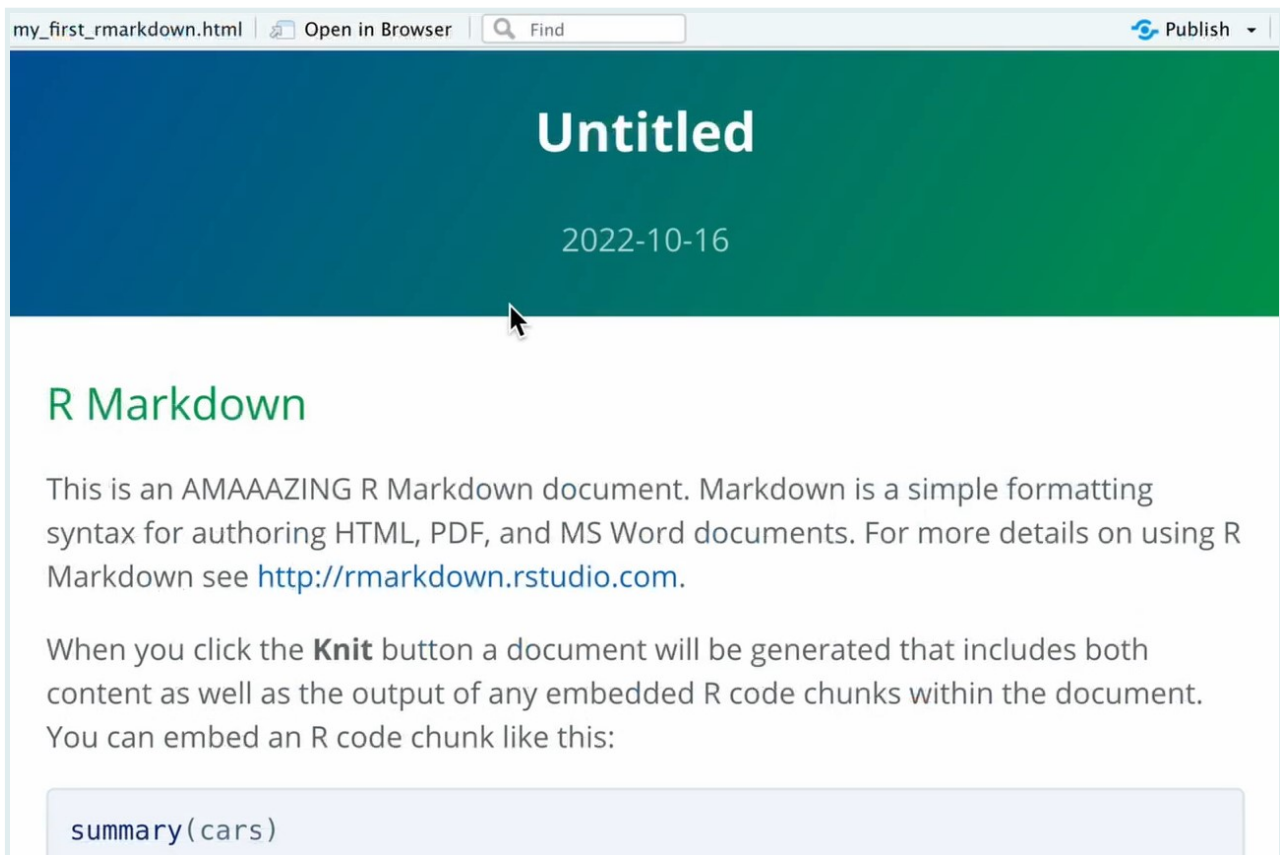 my_first_rmarkdown.html Open in Browser Find Publish
Untitled
2022-10-16
R Markdown
This is an AMAAAZING R Markdown document. Markdown is a simple formatting
syntax for authoring HTML, PDF, and MS Word documents. For more details on using R
Markdown see http://rmarkdown.rstudio.com.
When you click the Knit button a document will be generated that includes both
content as well as the output of any embedded R code chunks within the document.
You can embed an R code chunk like this:
summary(cars)